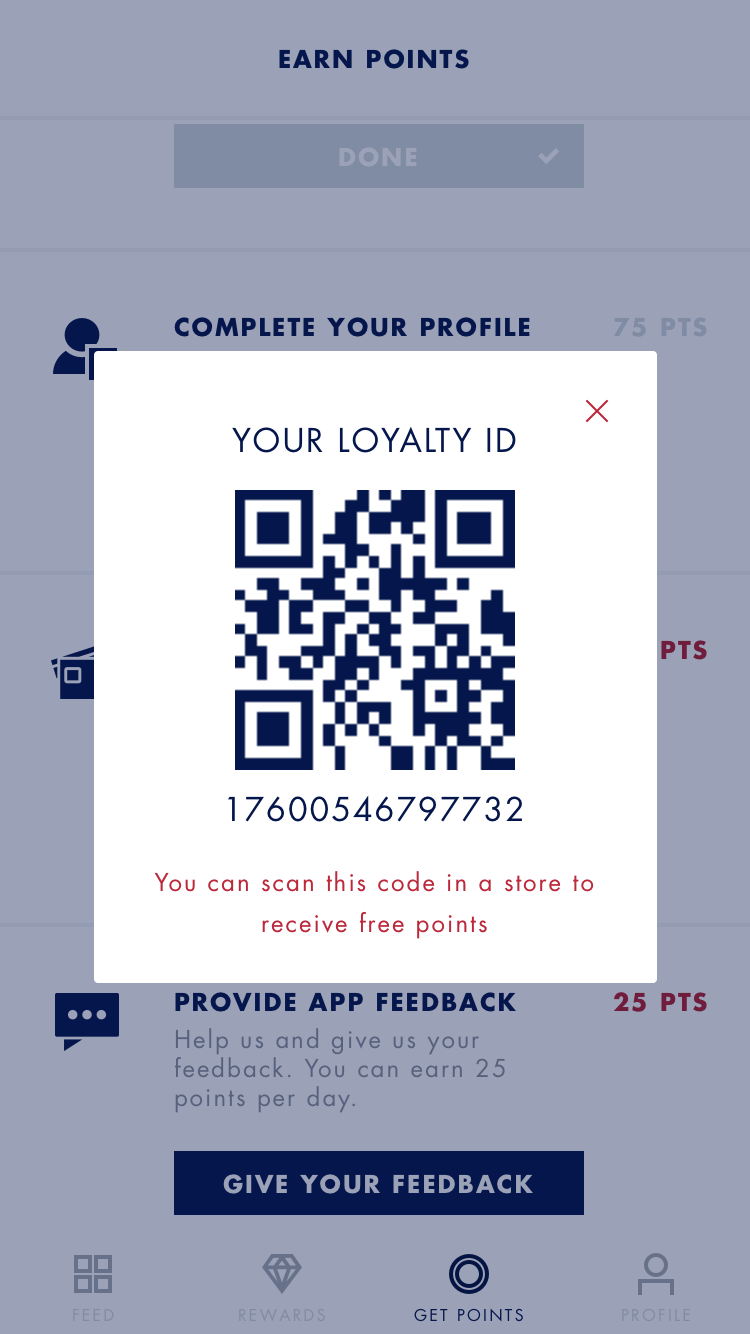 EARN POINTS
DONE
COMPLETE YOUR PROFILE
75 PTS
YOUR LOYALTY ID
PTS
17600546797732
You can scan this code in a store to
receive free points
PROVIDE APP FEEDBACK
25 PTS
Help us and give us your
feedback. You can earn 25
points per day.
GIVE YOUR FEEDBACK
FEED
REWARDS
GET POINTS
PROFILE